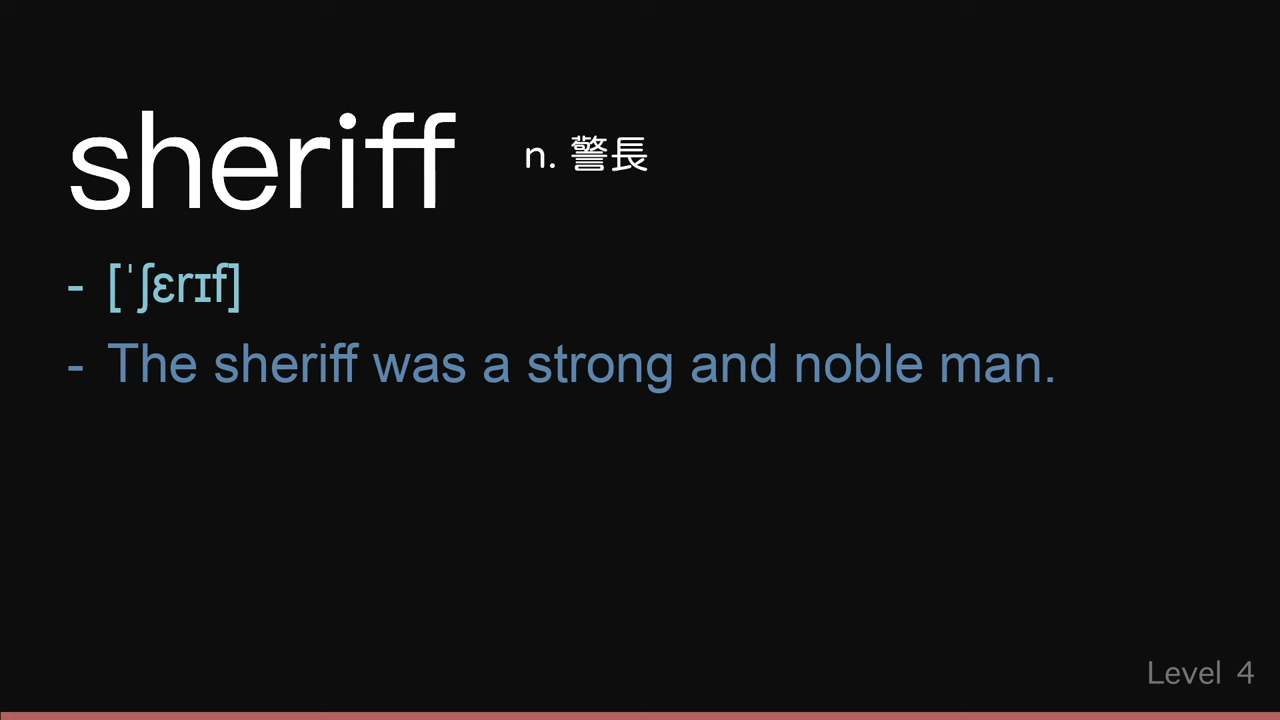 sheriff n. 警長
- [ˈʃɛrɪf]
- The sheriff was a strong and noble man.
Level 4